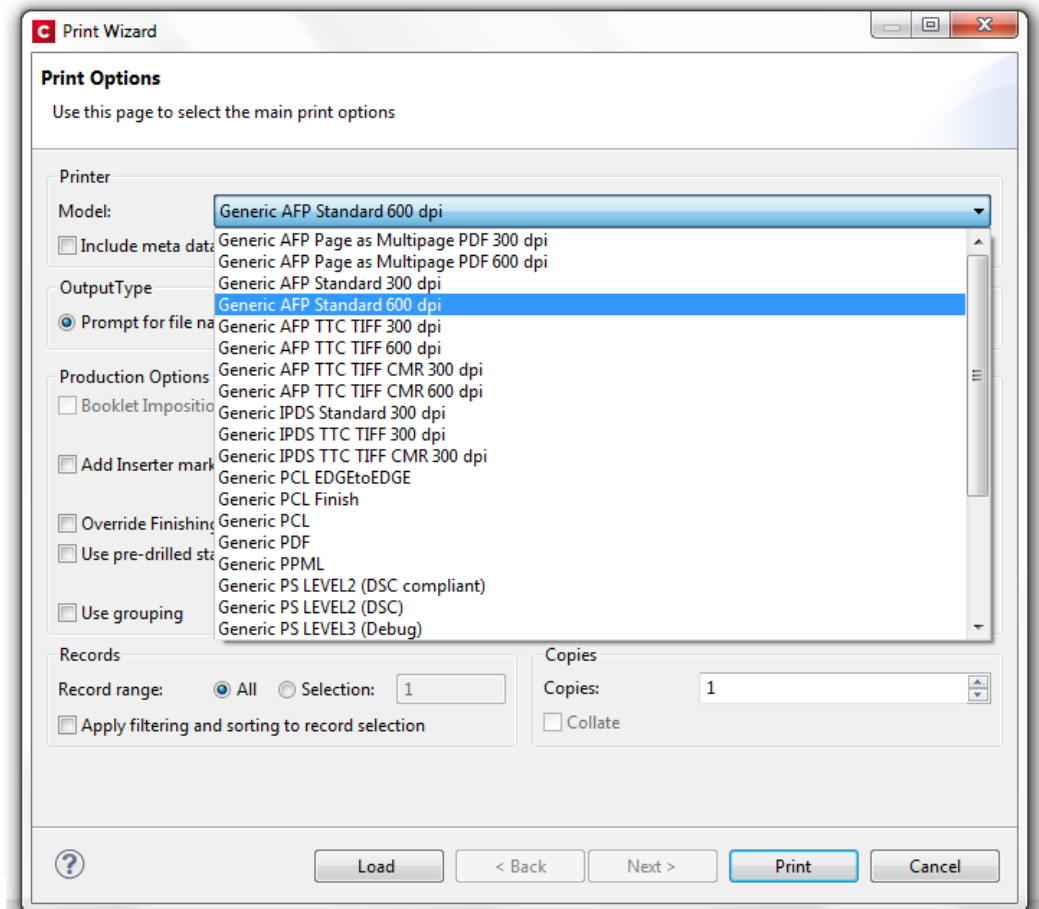 C Print Wizard
Print Options
Use this page to select the main print options
Printer
Model: Generic AFP Standard 600 dpi
Include meta data
Generic AFP Page as Multipage PDF 300 dpi
Generic AFP Page as Multipage PDF 600 dpi
Generic AFP Standard 300 dpi
Generic AFP Standard 600 dpi
Generic AFP TTC TIFF 300 dpi
Generic AFP TTC TIFF 600 dpi
Generic AFP TTC TIFF CMR 300 dpi
Generic AFP TTC TIFF CMR 600 dpi
Generic IPDS Standard 300 dpi
Generic IPDS TTC TIFF 300 dpi
Generic IPDS TTC TIFF CMR 300 dpi
Generic PCL EDGEtoEDGE
Generic PCL Finish
Generic PCL
Generic PDF
Generic PPML
Generic PS LEVEL2 (DSC compliant)
Generic PS LEVEL2 (DSC)
Generic PS LEVEL3 (Debug)
OutputType
Prompt for file na
Production Options
Booklet Impositio
Add Inserter mark
Override Finishing
Use pre-drilled sta
Use grouping
Records
Record range: All Selection: 1
Apply filtering and sorting to record selection
Copies
Copies: 1
Collate
? Load < Back Next > Print Cancel